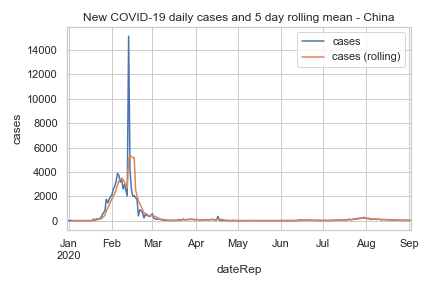 New COVID-19 daily cases and 5 day rolling mean - China
cases
cases (rolling)
14000
12000
10000
8000
6000
4000
2000
0
cases
Jan Feb Mar Apr May Jun Jul Aug Sep
2020
dateRep